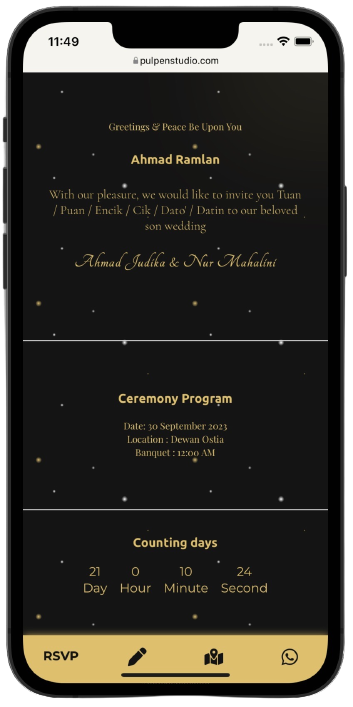 11:49
pulpenstudio.com
Greetings & Peace Be Upon You
Ahmad Ramlan
With our pleasure, we would like to invite you Tuan
/ Puan / Encik / Cik / Dato' / Datin to our beloved
son wedding
Ahmad Judika & Nur Mahalini
Ceremony Program
Date: 30 September 2023
Location : Dewan Ostia
Banquet : 12:00 AM
Counting days
21 0 10 24
Day Hour Minute Second
RSVP